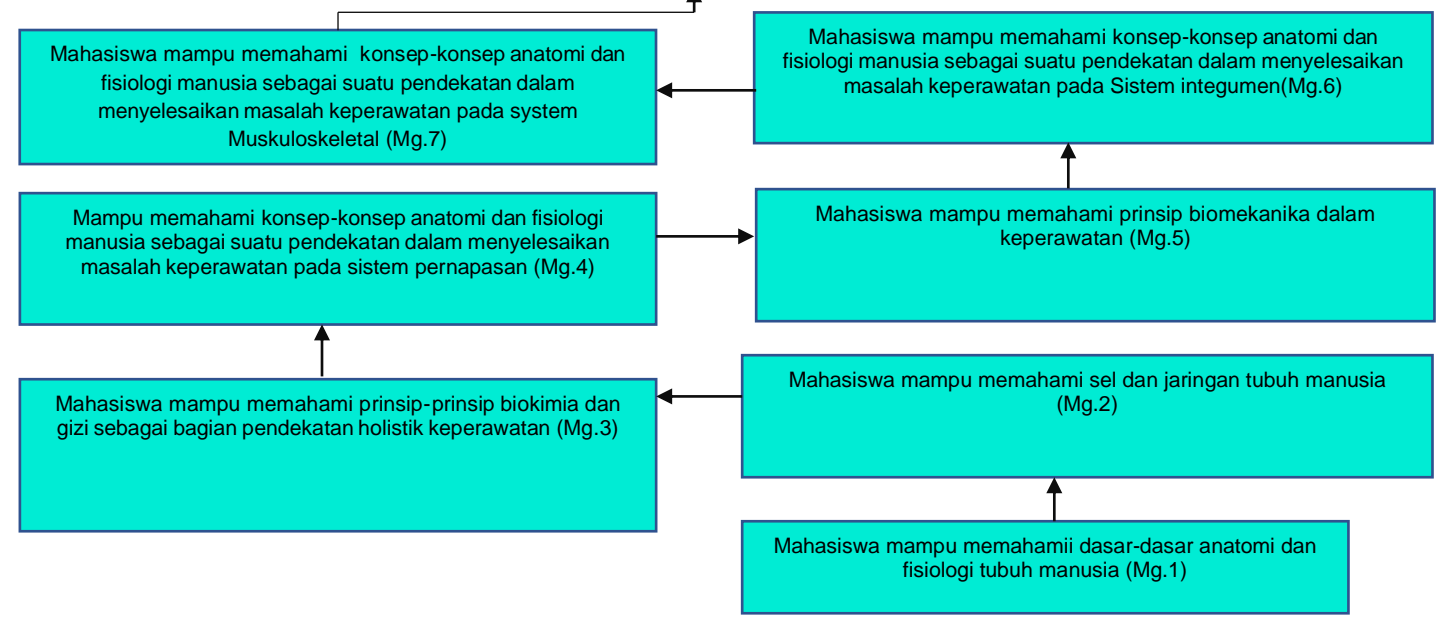 Mahasiswa mampu memahami konsep-konsep anatomi dan
fisiologi manusia sebagai suatu pendekatan dalam
menyelesaikan masalah keperawatan pada system
Muskuloskeletal (Mg.7)
Mahasiswa mampu memahami konsep-konsep anatomi dan
fisiologi manusia sebagai suatu pendekatan dalam menyelesaikan
masalah keperawatan pada Sistem integumen(Mg.6)
Mampu memahami konsep-konsep anatomi dan fisiologi
manusia sebagai suatu pendekatan dalam menyelesaikan
masalah keperawatan pada sistem pernapasan (Mg.4)
Mahasiswa mampu memahami prinsip biomekanika dalam
keperawatan (Mg.5)
Mahasiswa mampu memahami prinsip-prinsip biokimia dan
gizi sebagai bagian pendekatan holistik keperawatan (Mg.3)
Mahasiswa mampu memahami sel dan jaringan tubuh manusia
(Mg.2)
Mahasiswa mampu memahamii dasar-dasar anatomi dan
fisiologi tubuh manusia (Mg.1)